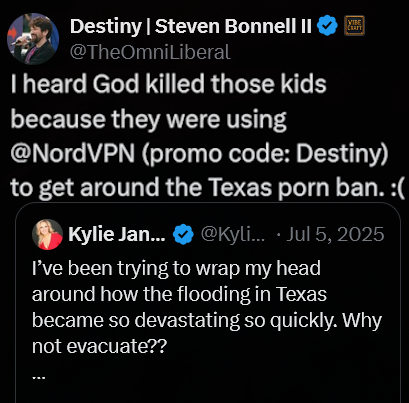 Destiny | Steven Bonnell II
VIBE
CRAFT
@TheOmniLiberal
I heard God killed those kids
because they were using
@NordVPN (promo code: Destiny)
to get around the Texas porn ban. :(
Kylie Jan... @Kyli... · Jul 5, 2025
I’ve been trying to wrap my head
around how the flooding in Texas
became so devastating so quickly. Why
not evacuate??
...